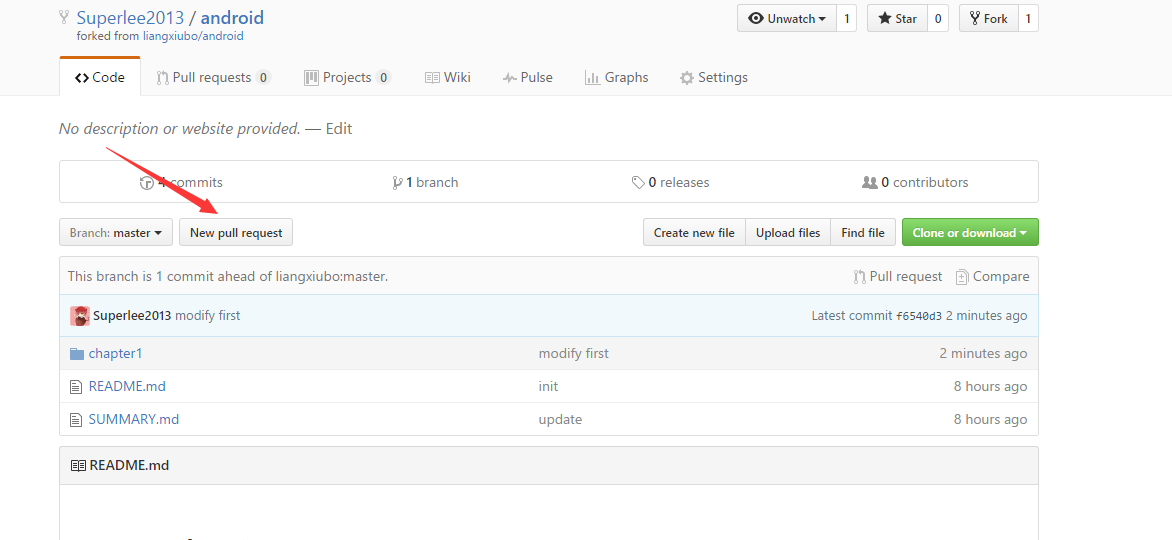 Superlee2013 / android
Unwatch 1 Star 0 Fork 1
forked from liangxiubo/android
Code Pull requests 0 Projects 0 Wiki Pulse Graphs Settings
No description or website provided. — Edit
4 commits 1 branch 0 releases 0 contributors
Branch: master New pull request Create new file Upload files Find file Clone or download
This branch is 1 commit ahead of liangxiubo:master. Pull request Compare
Superlee2013 modify first Latest commit f6540d3 2 minutes ago
chapter1 modify first 2 minutes ago
README.md init 8 hours ago
SUMMARY.md update 8 hours ago
README.md